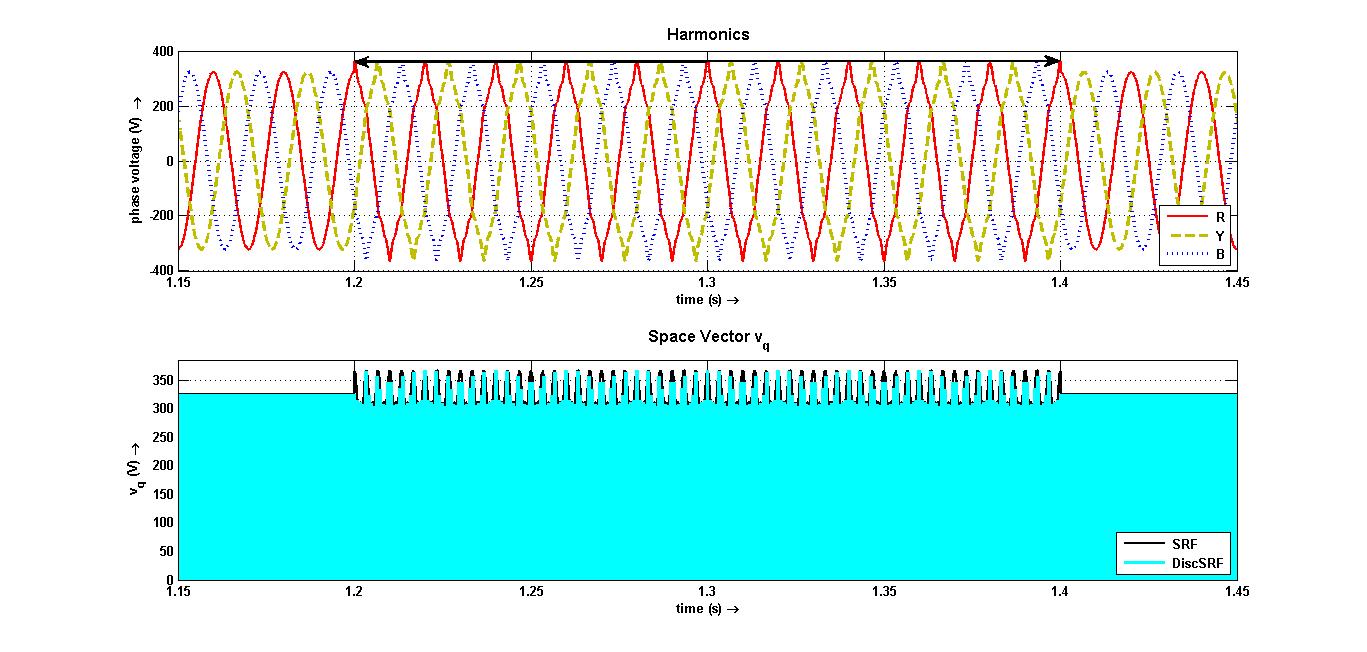 Harmonics
phase voltage (V) →
400
200
0
-200
-400
1.15
1.2
1.25
1.3
1.35
1.4
1.45
time (s) →
R
Y
B
Space Vector vq
vq (V) →
350
300
250
200
150
100
50
0
1.15
1.2
1.25
1.3
1.35
1.4
1.45
time (s) →
SRF
DiscSRF